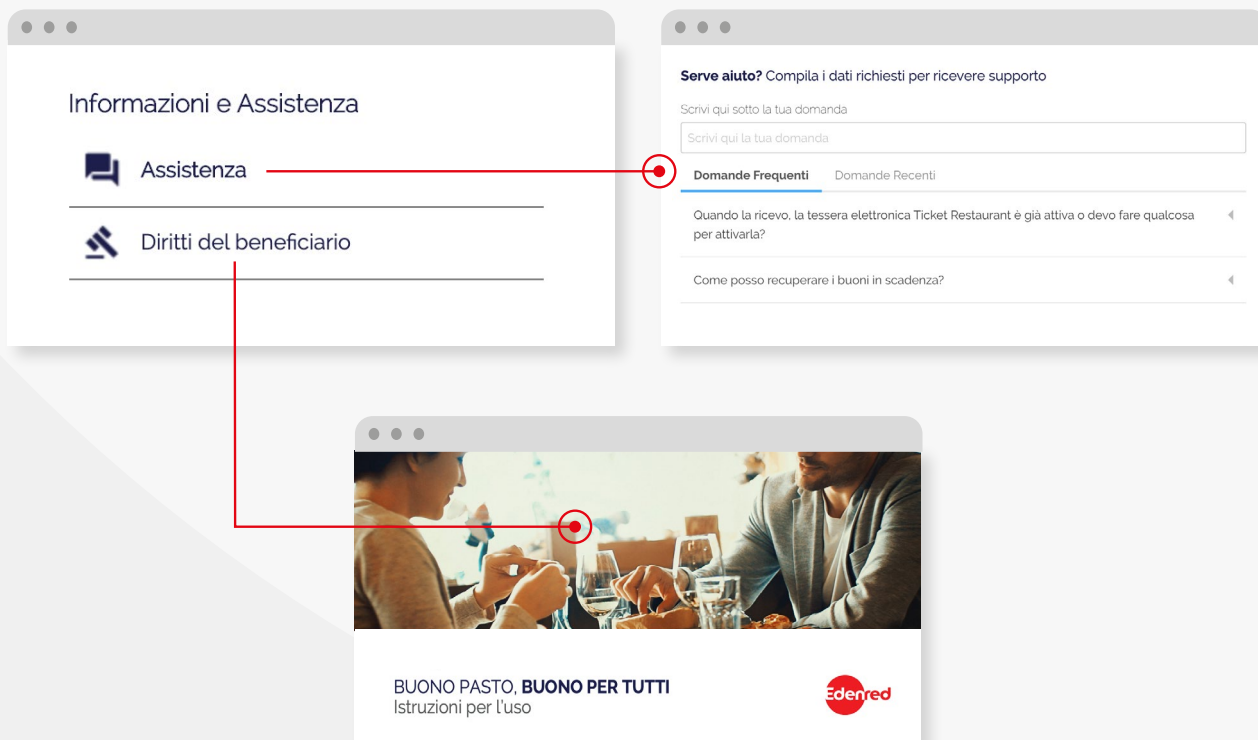 Informazioni e Assistenza
Assistenza
Diritti del beneficiario
Serve aiuto? Compila i dati richiesti per ricevere supporto
Scrivi qui sotto la tua domanda
Scrivi qui la tua domanda
Domande Frequenti Domande Recenti
Quando la ricevo, la tessera elettronica Ticket Restaurant è già attiva o devo fare qualcosa
per attivarla?
Come posso recuperare i buoni in scadenza?
BUONO PASTO, BUONO PER TUTTI
Istruzioni per l'uso
Edenred